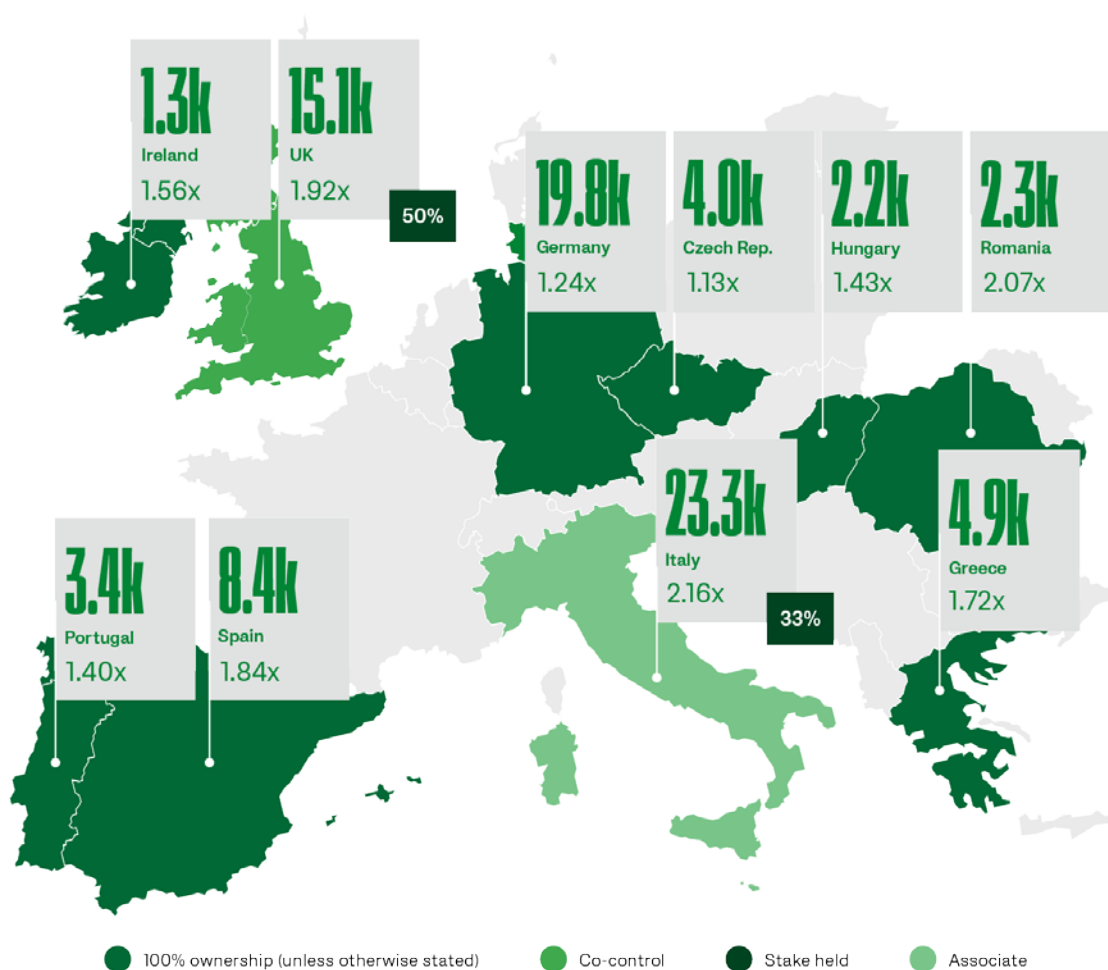 1.3k
Ireland
1.56x
15.1k
UK
1.92x
50%
19.8k
Germany
1.24x
4.0k
Czech Rep.
1.13x
2.2k
Hungary
1.43x
2.3k
Romania
2.07x
23.3k
Italy
2.16x
33%
4.9k
Greece
1.72x
3.4k
Portugal
1.40x
8.4k
Spain
1.84x
100% ownership (unless otherwise stated)
Co-control
Stake held
Associate